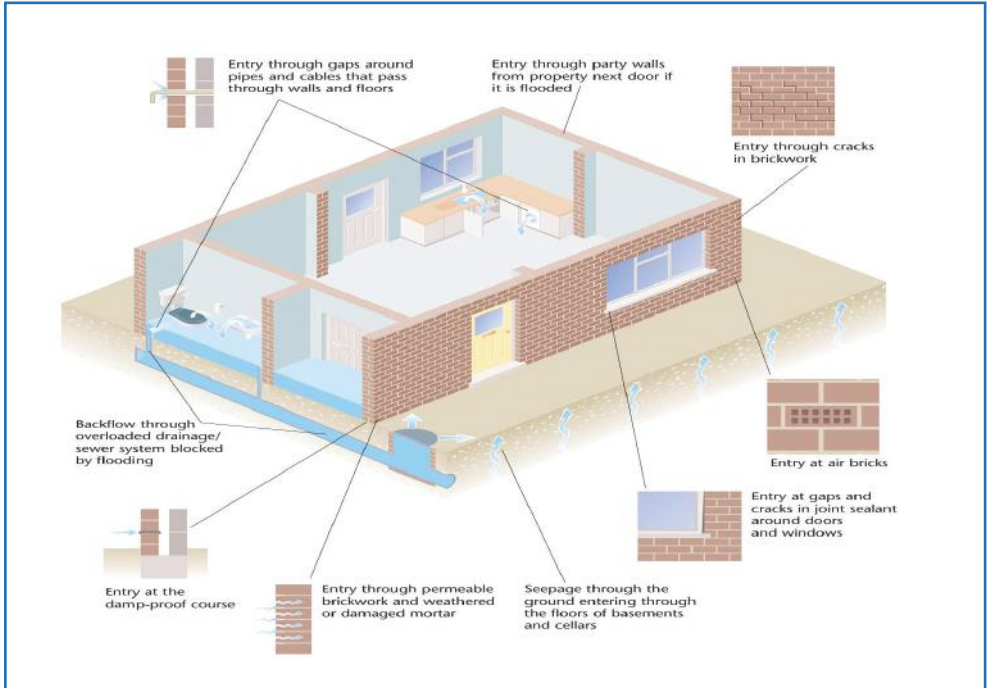 Entry through gaps around
pipes and cables that pass
through walls and floors
Entry through party walls
from property next door if
it is flooded
Entry through cracks
in brickwork
Backflow through
overloaded drainage/
sewer system blocked
by flooding
Entry at air bricks
Entry at gaps and
cracks in joint sealant
around doors
and windows
Entry at the
damp-proof course
Entry through permeable
brickwork and weathered
or damaged mortar
Seepage through the
ground entering through
the floors of basements
and cellars